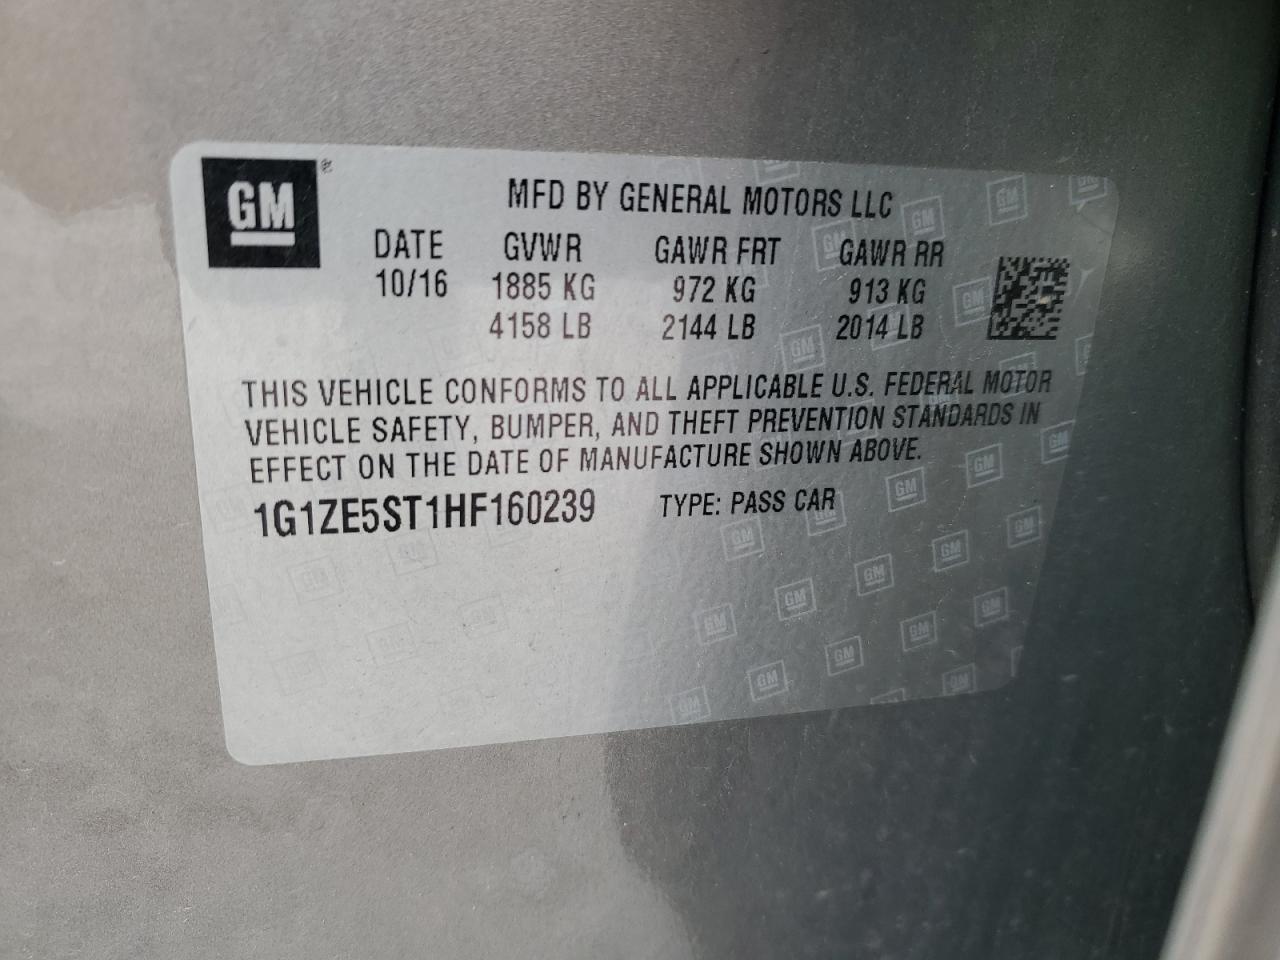 GM
MFD BY GENERAL MOTORS LLC
DATE GVWR GAWR FRT GAWR RR
10/16 1885 KG 972 KG 913 KG
4158 LB 2144 LB 2014 LB
THIS VEHICLE CONFORMS TO ALL APPLICABLE U.S. FEDERAL MOTOR
VEHICLE SAFETY, BUMPER, AND THEFT PREVENTION STANDARDS IN
EFFECT ON THE DATE OF MANUFACTURE SHOWN ABOVE.
1G1ZE5ST1HF160239 TYPE: PASS CAR